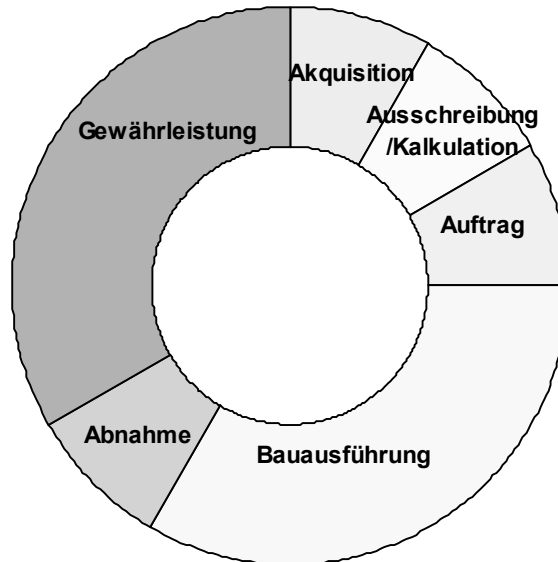 Akquisition
Ausschreibung
/Kalkulation
Auftrag
Bauausführung
Abnahme
Gewährleistung